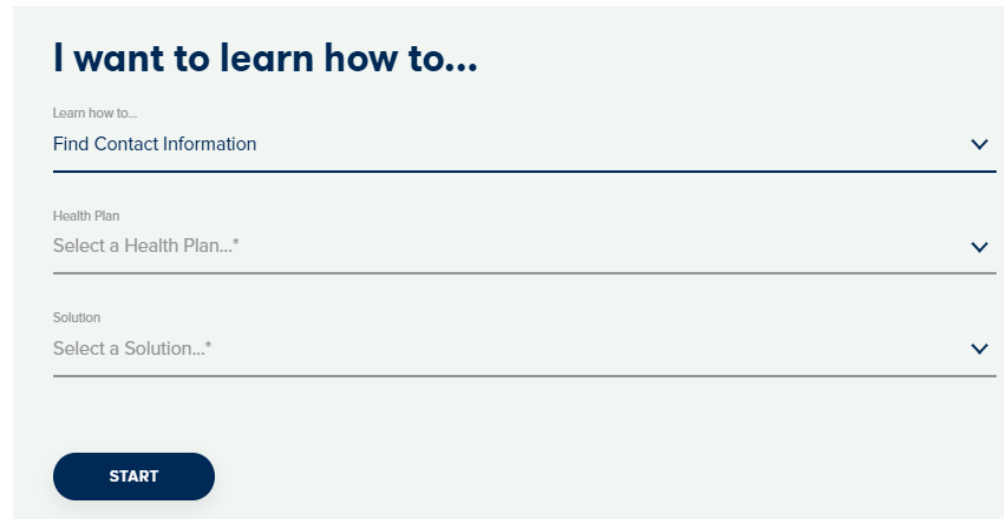 I want to learn how to...
Learn how to...
Find Contact Information
Health Plan
Select a Health Plan...*
Solution
Select a Solution...*
START